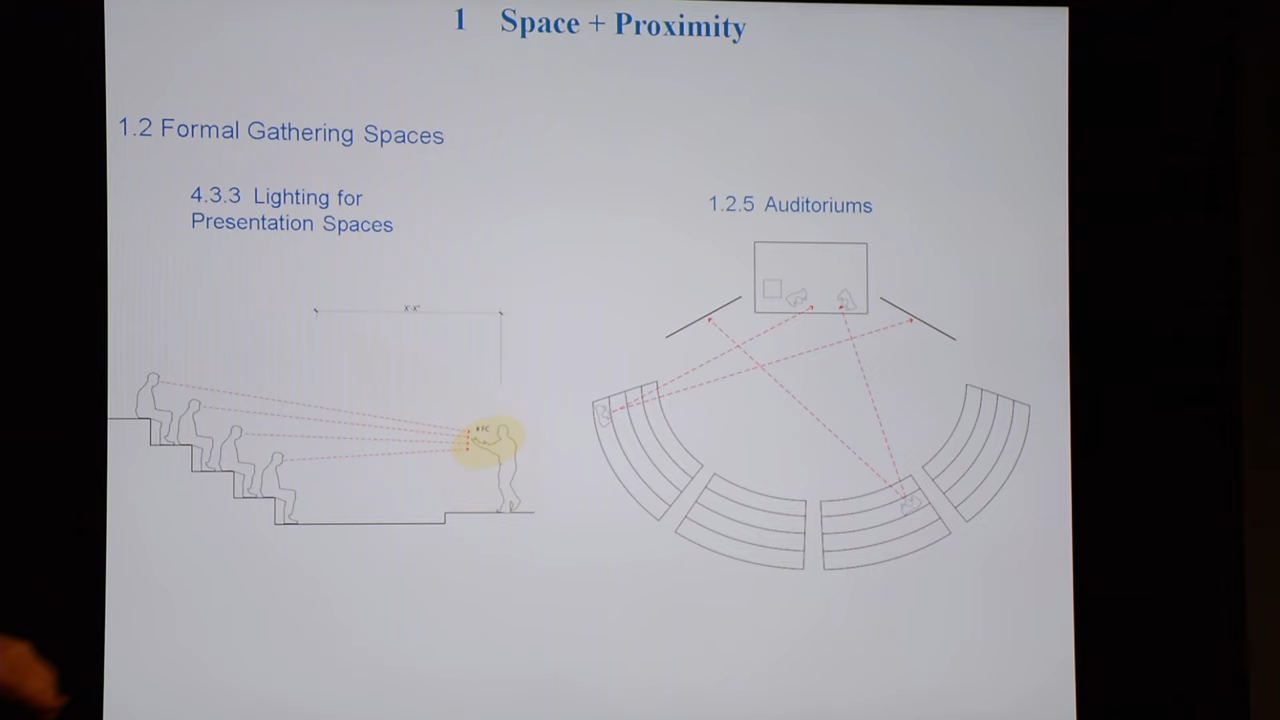 1 Space + Proximity
1.2 Formal Gathering Spaces
4.3.3 Lighting for
Presentation Spaces
1.2.5 Auditoriums
X'-X"